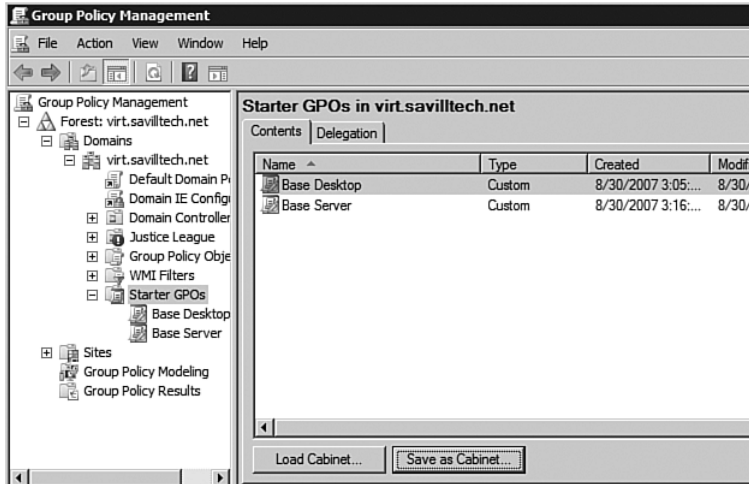 Group Policy Management
File Action View Window Help
Group Policy Management
Forest: virt.savilltech.net
Domains
virt.savilltech.net
Default Domain P
Domain IE Config
Domain Controller
Justice League
Group Policy Obje
WMI Filters
Starter GPOs
Base Desktop
Base Server
Sites
Group Policy Modeling
Group Policy Results
Starter GPOs in virt.savilltech.net
Contents Delegation
Name Type Created Modif
Base Desktop Custom 8/30/2007 3:05:... 8/30/
Base Server Custom 8/30/2007 3:16:... 8/30/
Load Cabinet... Save as Cabinet...